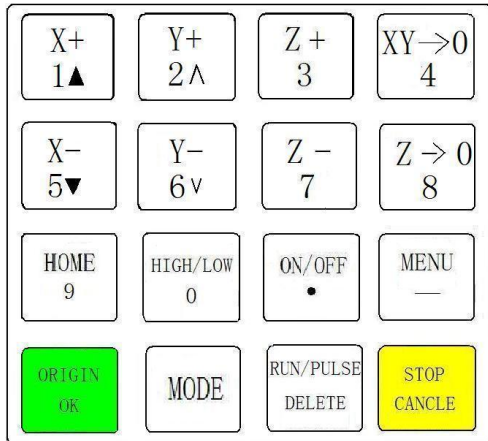 X+ Y+ Z+ XY→0
1▲ 2∧ 3 4
X- Y- Z- Z→0
5▼ 6∨ 7 8
HOME HIGH/LOW ON/OFF MENU
9 0 • —
ORIGIN MODE RUN/PULSE STOP
OK DELETE CANCLE